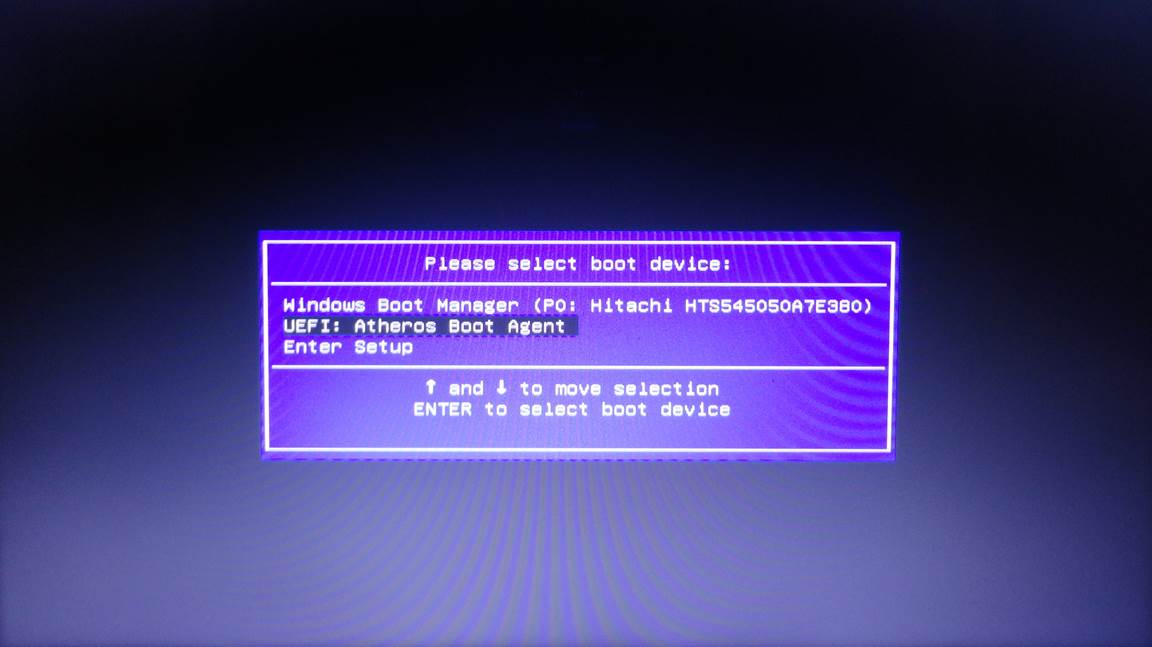 Please select boot device:
Windows Boot Manager (P0: Hitachi HTS545050A7E380)
UEFI: Atheros Boot Agent
Enter Setup
↑ and ↓ to move selection
ENTER to select boot device